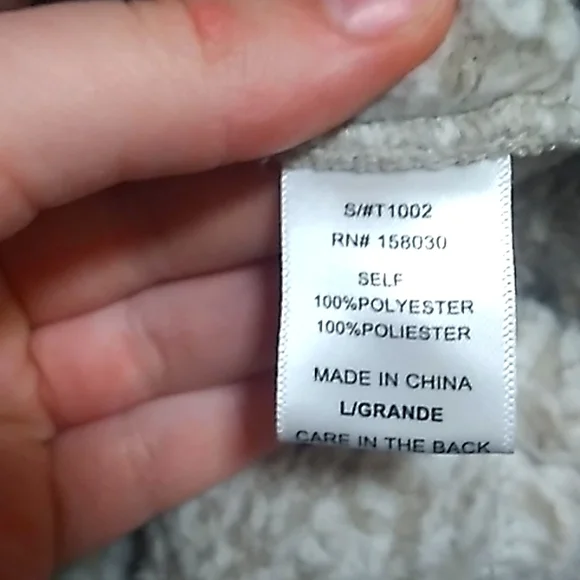 S/#T1002
RN# 158030
SELF
100%POLYESTER
100%POLIESTER
MADE IN CHINA
L/GRANDE
CARE IN THE BACK